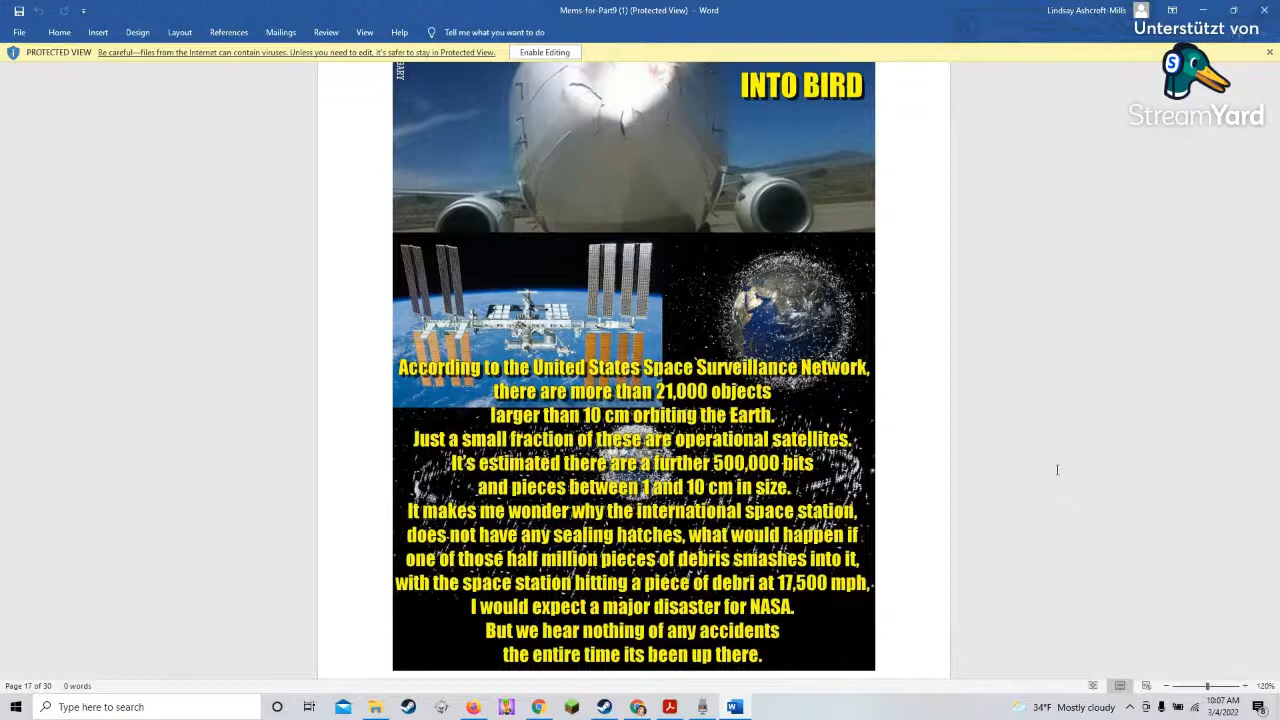 Mems-for-Part9 (1) (Protected View) – Word
Lindsay Ashcroft-Mills
File Home Insert Design Layout References Mailings Review View Help Tell me what you want to do
Unterstützt von
PROTECTED VIEW Be careful—files from the Internet can contain viruses. Unless you need to edit, it's safer to stay in Protected View. Enable Editing
S
StreamYard
INTO BIRD
According to the United States Space Surveillance Network,
there are more than 21,000 objects
larger than 10 cm orbiting the Earth.
Just a small fraction of these are operational satellites.
It's estimated there are a further 500,000 bits
and pieces between 1 and 10 cm in size.
It makes me wonder why the international space station,
does not have any sealing hatches, what would happen if
one of those half million pieces of debris smashes into it,
with the space station hitting a piece of debri at 17,500 mph,
I would expect a major disaster for NASA.
But we hear nothing of any accidents
the entire time its been up there.
Page 17 of 30 0 words
120%
Type here to search
34°F Mostly cloudy
10:07 AM
3/4/2022